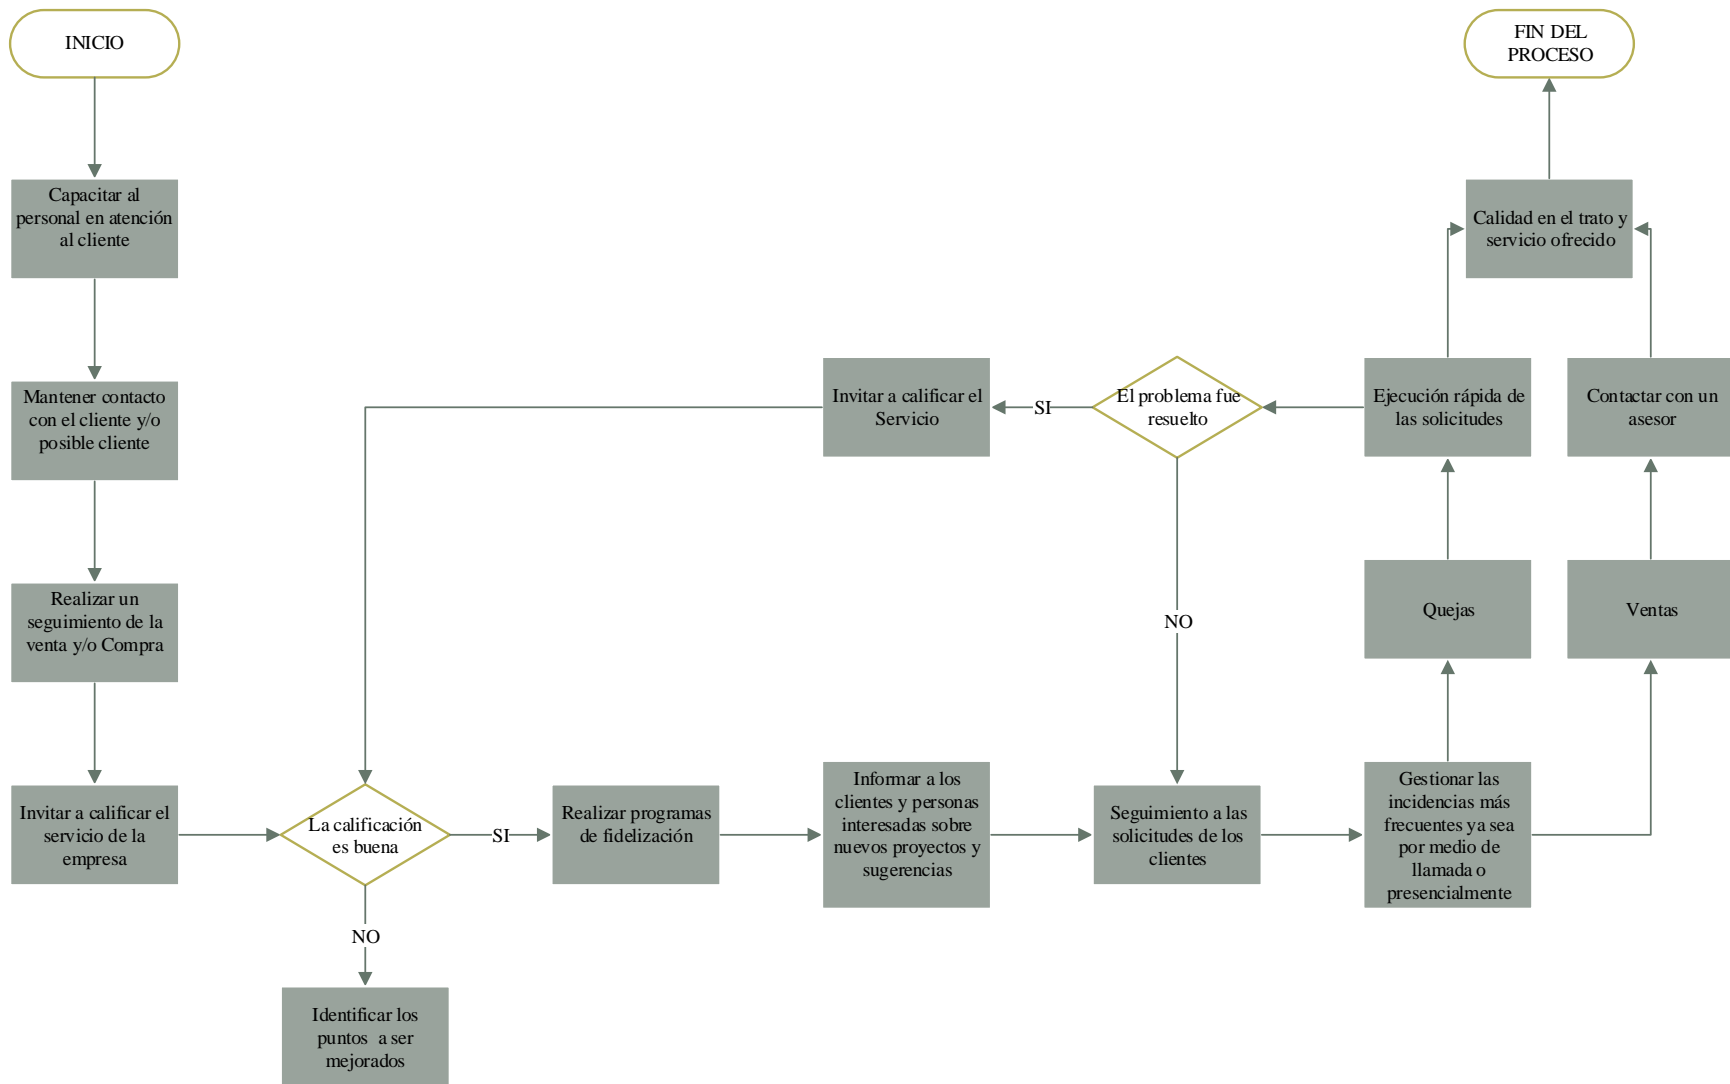 INICIO
FIN DEL
PROCESO
Capacitar al
personal en atención
al cliente
Calidad en el trato y
servicio ofrecido
Mantener contacto
con el cliente y/o
posible cliente
Invitar a calificar el
Servicio
SI
El problema fue
resuelto
Ejecución rápida de
las solicitudes
Contactar con un
asesor
Realizar un
seguimiento de la
venta y/o Compra
NO
Quejas
Ventas
Invitar a calificar el
servicio de la
empresa
La calificación
es buena
SI
Realizar programas
de fidelización
Informar a los
clientes y personas
interesadas sobre
nuevos proyectos y
sugerencias
Seguimiento a las
solicitudes de los
clientes
Gestionar las
incidencias más
frecuentes ya sea
por medio de
llamada o
presencialmente
NO
Identificar los
puntos  a ser
mejorados